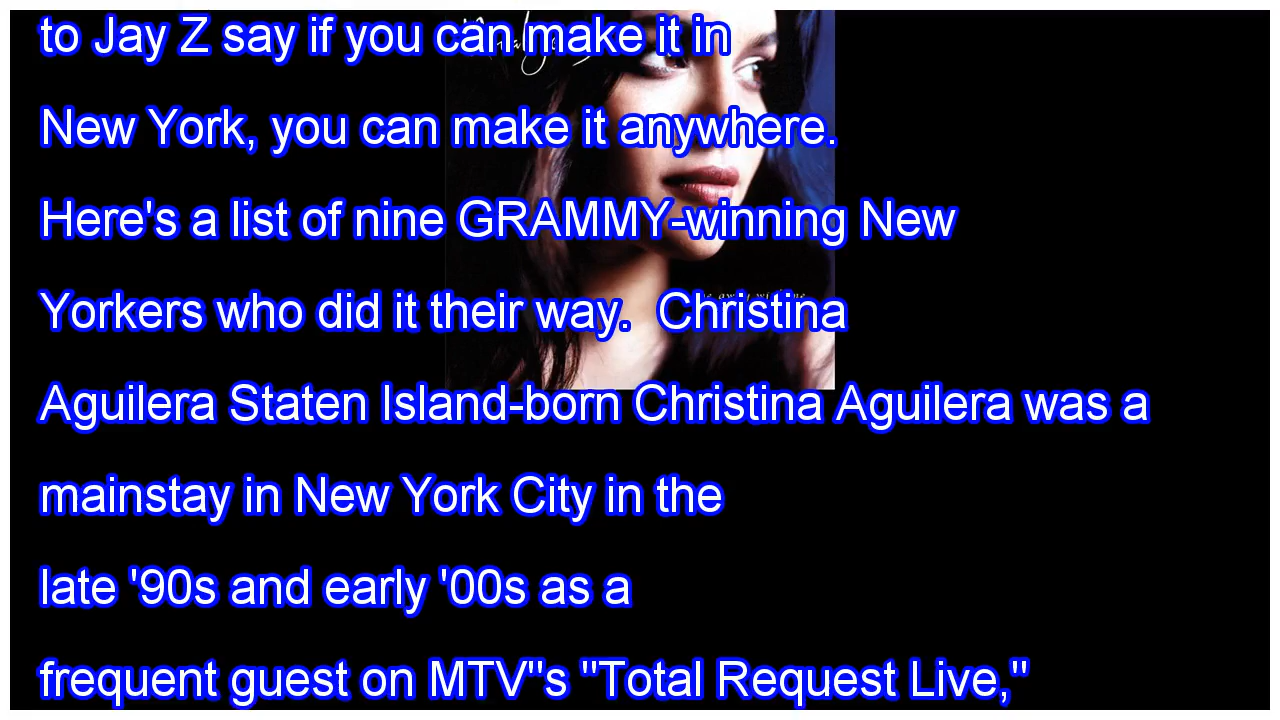 to Jay Z say if you can make it in
New York, you can make it anywhere.
Here's a list of nine GRAMMY-winning New
Yorkers who did it their way.  Christina
Aguilera Staten Island-born Christina Aguilera was a
mainstay in New York City in the
late '90s and early '00s as a
frequent guest on MTV"s "Total Request Live,"